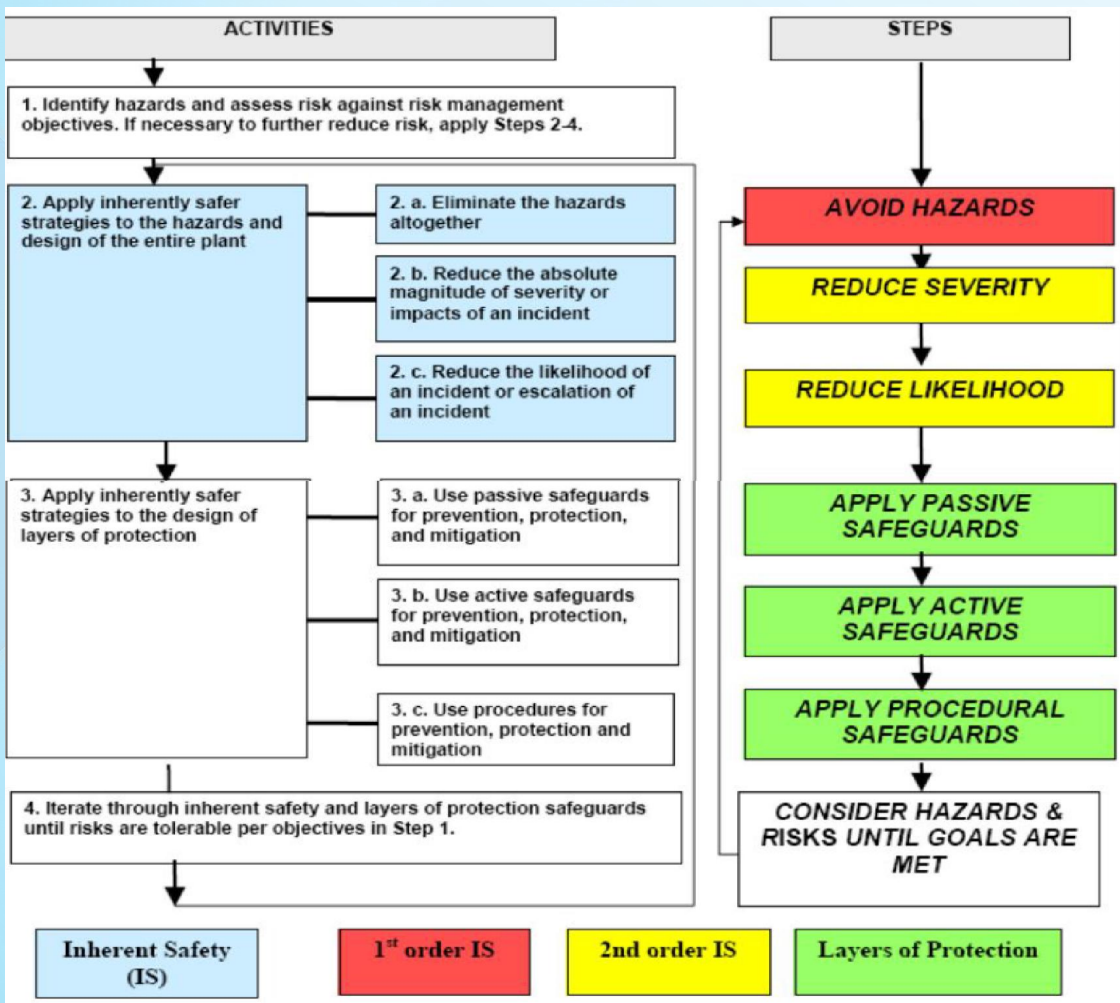 ACTIVITIES
1. Identify hazards and assess risk against risk management
objectives. If necessary to further reduce risk, apply Steps 2-4.
2. Apply inherently safer
strategies to the hazards and
design of the entire plant
2. a. Eliminate the hazards
altogether
2. b. Reduce the absolute
magnitude of severity or
impacts of an incident
2. c. Reduce the likelihood of
an incident or escalation of
an incident
3. Apply inherently safer
strategies to the design of
layers of protection
3. a. Use passive safeguards
for prevention, protection,
and mitigation
3. b. Use active safeguards
for prevention, protection,
and mitigation
3. c. Use procedures for
prevention, protection and
mitigation
4. Iterate through inherent safety and layers of protection safeguards
until risks are tolerable per objectives in Step 1.
STEPS
AVOID HAZARDS
REDUCE SEVERITY
REDUCE LIKELIHOOD
APPLY PASSIVE
SAFEGUARDS
APPLY ACTIVE
SAFEGUARDS
APPLY PROCEDURAL
SAFEGUARDS
CONSIDER HAZARDS &
RISKS UNTIL GOALS ARE
MET
Inherent Safety
(IS)
1st order IS
2nd order IS
Layers of Protection